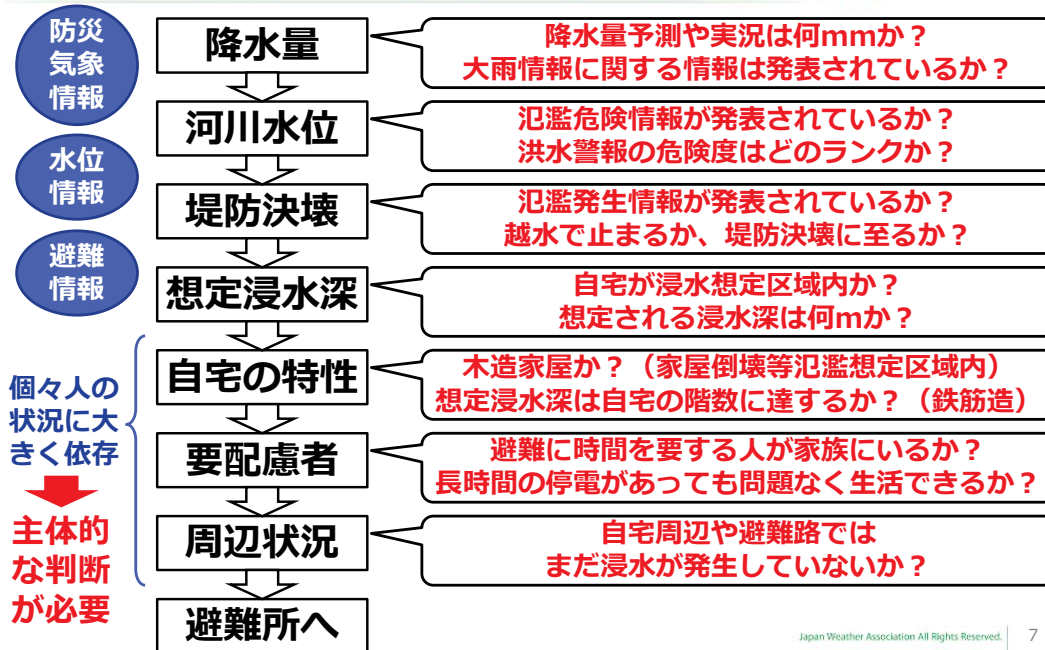 防災
気象
情報
水位
情報
避難
情報
降水量
降水量予測や実況は何mmか？
大雨情報に関する情報は発表されているか？
河川水位
氾濫危険情報が発表されているか？
洪水警報の危険度はどのランクか？
堤防決壊
氾濫発生情報が発表されているか？
越水で止まるか、堤防決壊に至るか？
想定浸水深
自宅が浸水想定区域内か？
想定される浸水深は何mか？
個々人の
状況に大
きく依存
主体的
な判断
が必要
自宅の特性
木造家屋か？（家屋倒壊等氾濫想定区域内）
想定浸水深は自宅の階数に達するか？（鉄筋造）
要配慮者
避難に時間を要する人が家族にいるか？
長時間の停電があっても問題なく生活できるか？
周辺状況
自宅周辺や避難路では
まだ浸水が発生していないか？
避難所へ
Japan Weather Association All Rights Reserved. 7